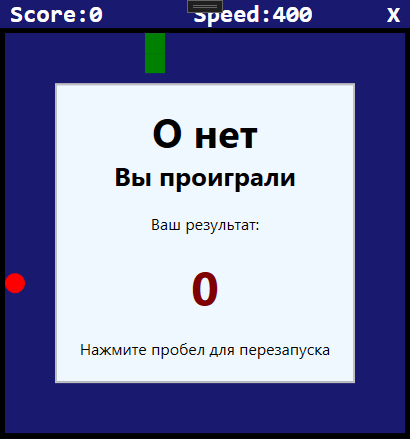 Score:0 Speed:400 X
О нет
Вы проиграли
Ваш результат:
0
Нажмите пробел для перезапуска